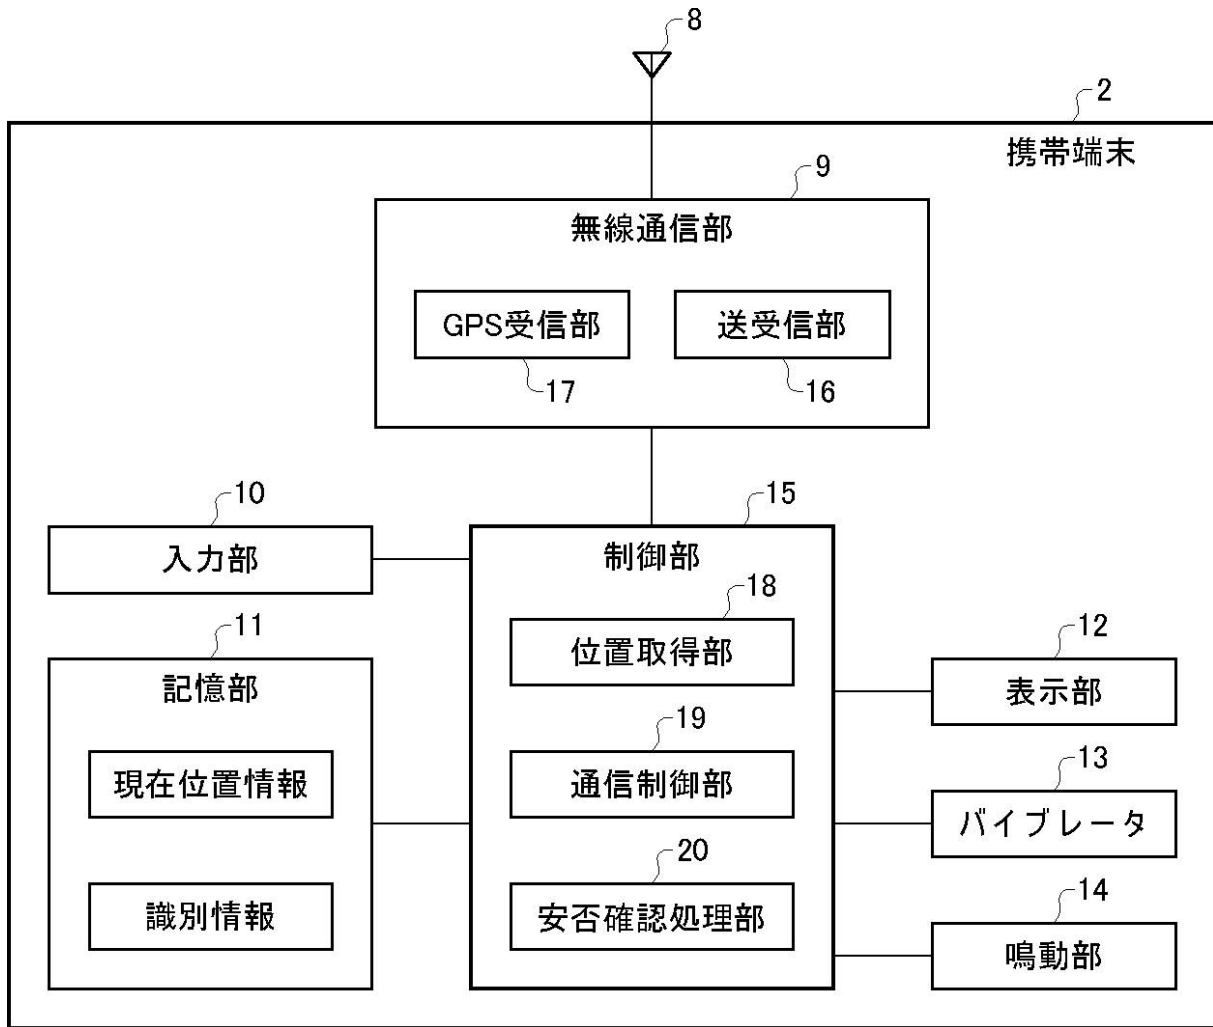 8
2
携帯端末
9
無線通信部
GPS受信部
送受信部
17
16
10
15
入力部
制御部
18
11
位置取得部
12
記憶部
表示部
19
現在位置情報
通信制御部
13
バイブレータ
20
識別情報
安否確認処理部
14
鳴動部